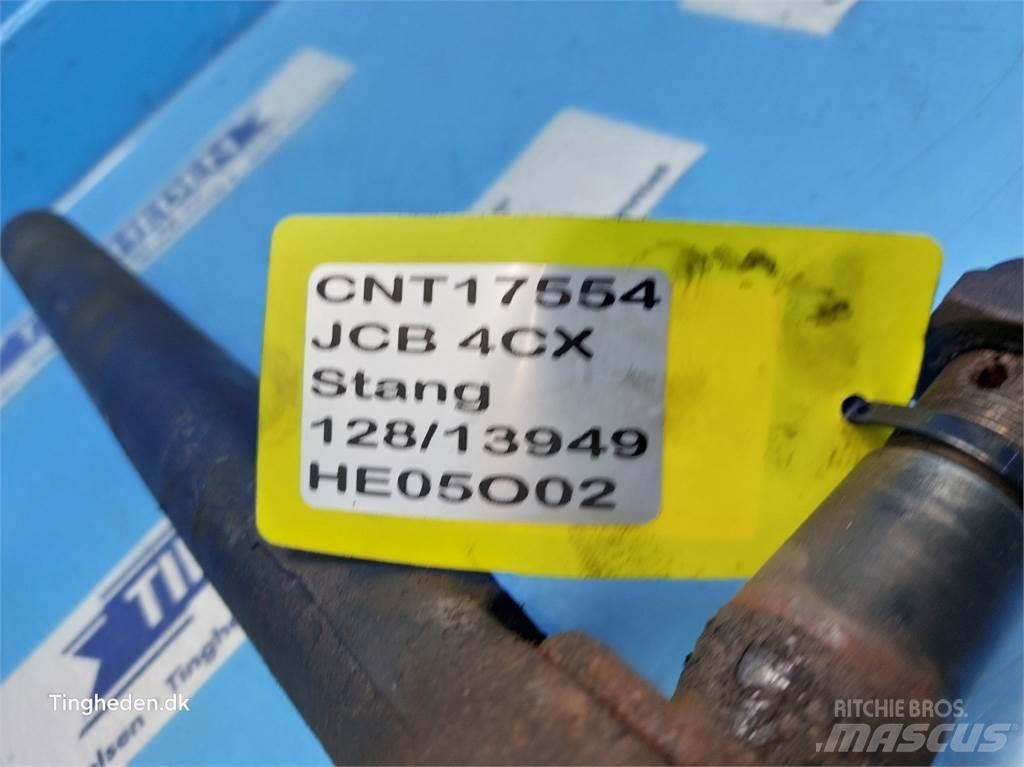 CNT17554
JCB 4CX
Stang
128/13949
HE05O02
Tingheden.dk
RITCHIE BROS.
MASCUS